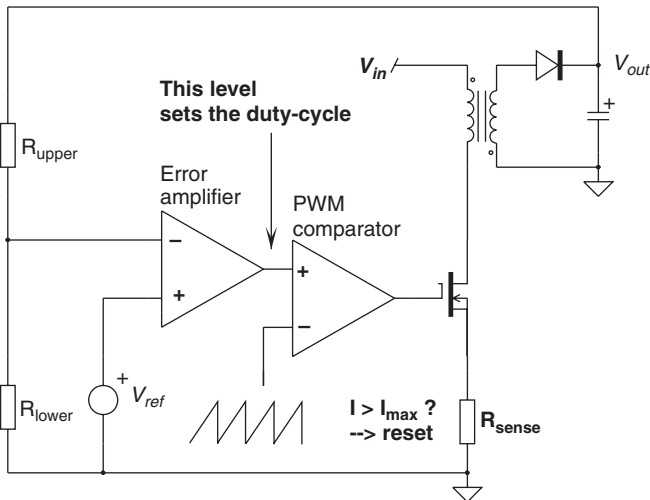 V_in
V_out
This level
sets the duty-cycle
R_upper
Error
amplifier
PWM
comparator
−
+
+
−
+
+
V_ref
R_lower
I > I_max ?
--> reset
R_sense